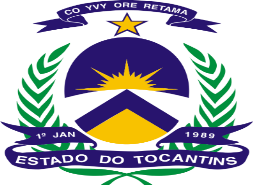 CO YVY ORE RETAMA
1º JAN 1989
ESTADO DO TOCANTINS